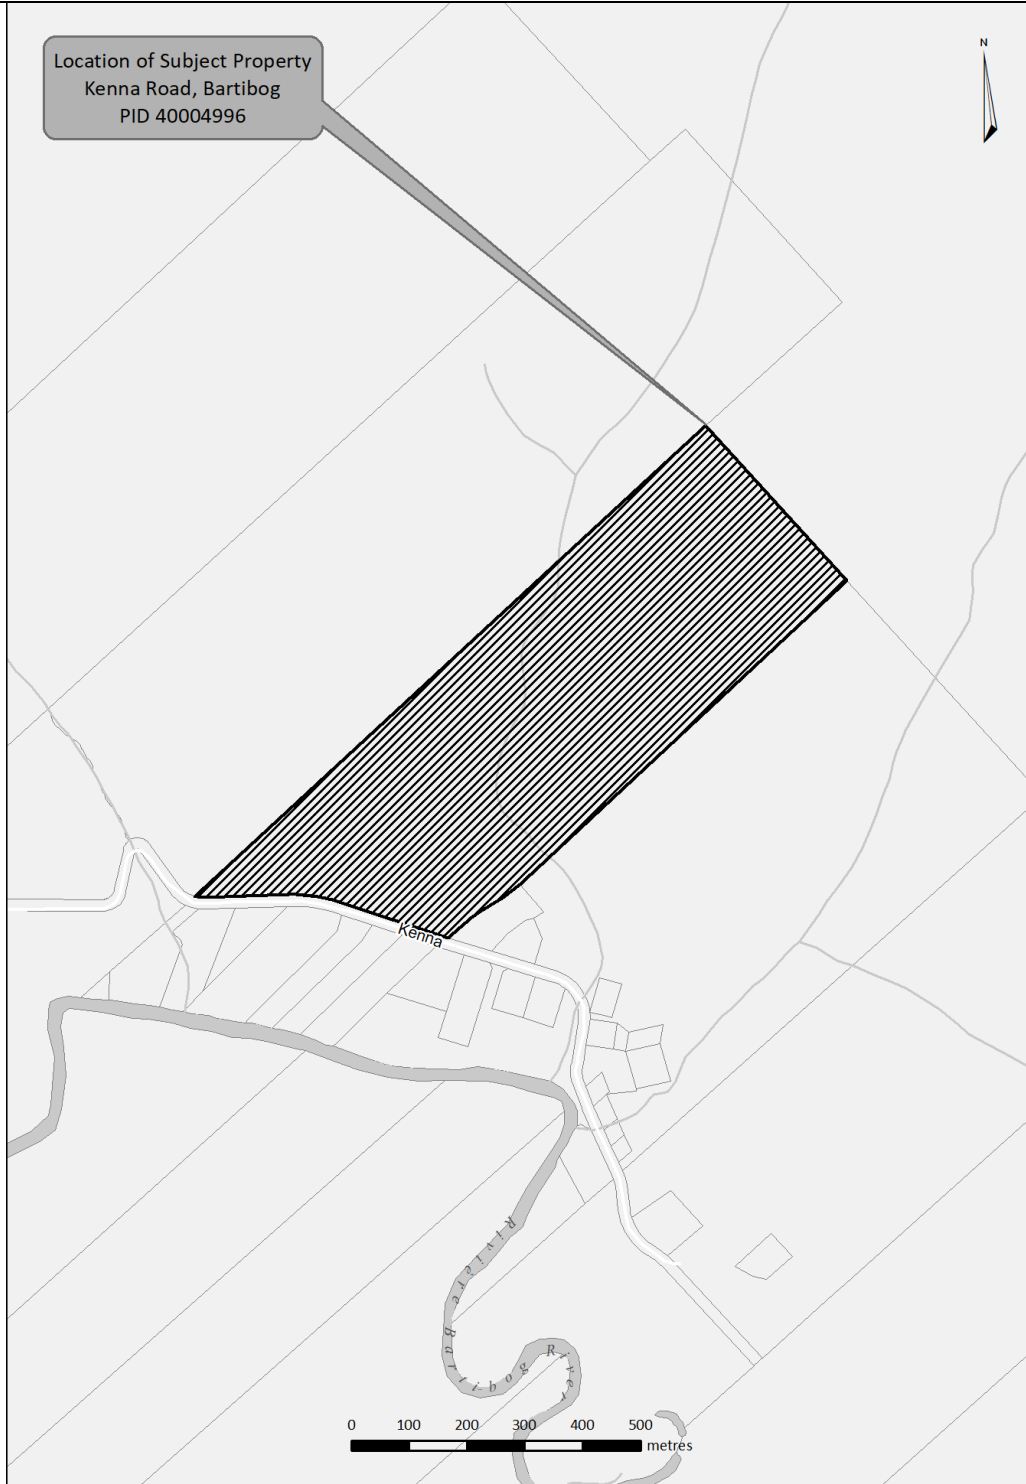 Location of Subject Property
Kenna Road, Bartibog
PID 40004996
N
Kenna
Rivière Bartibog River
0 100 200 300 400 500
metres